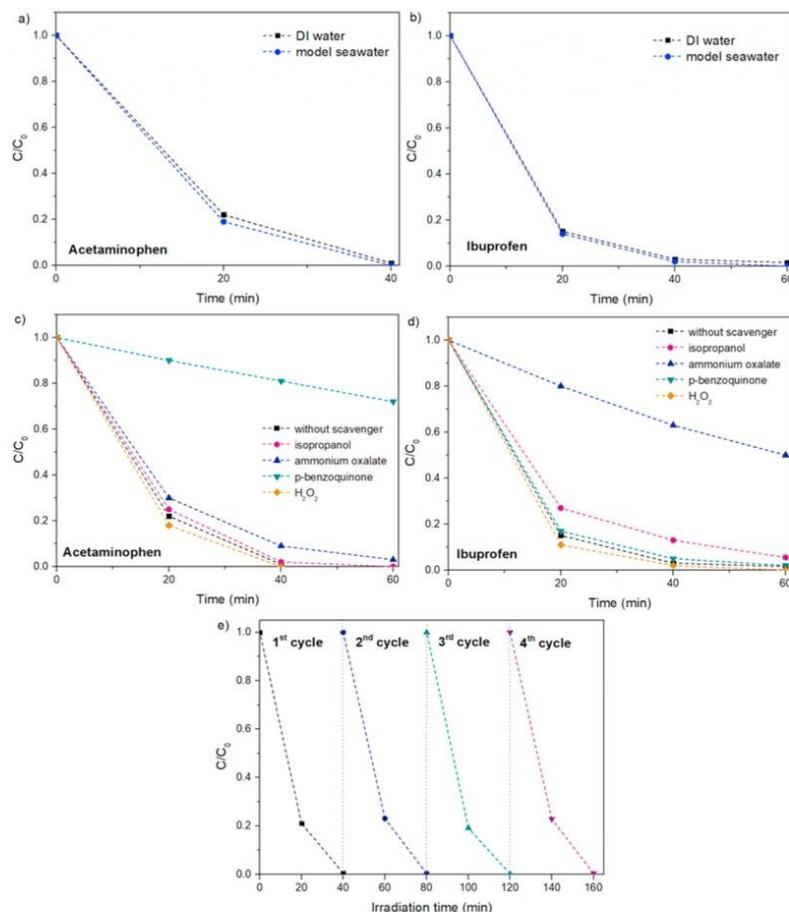 a)
DI water
model seawater
C/C₀
1.0
0.8
0.6
0.4
0.2
0.0
Acetaminophen
0
20
40
Time (min)
b)
DI water
model seawater
C/C₀
1.0
0.8
0.6
0.4
0.2
0.0
Ibuprofen
0
20
40
60
Time (min)
c)
C/C₀
1.0
0.8
0.6
0.4
0.2
0.0
without scavenger
isopropanol
ammonium oxalate
p-benzoquinone
H₂O₂
Acetaminophen
0
20
40
60
Time (min)
d)
without scavenger
isopropanol
ammonium oxalate
p-benzoquinone
H₂O₂
C/C₀
1.0
0.8
0.6
0.4
0.2
0.0
Ibuprofen
0
20
40
60
Time (min)
e)
1st cycle
2nd cycle
3rd cycle
4th cycle
C/C₀
1.0
0.8
0.6
0.4
0.2
0.0
0
20
40
60
80
100
120
140
160
Irradiation time (min)